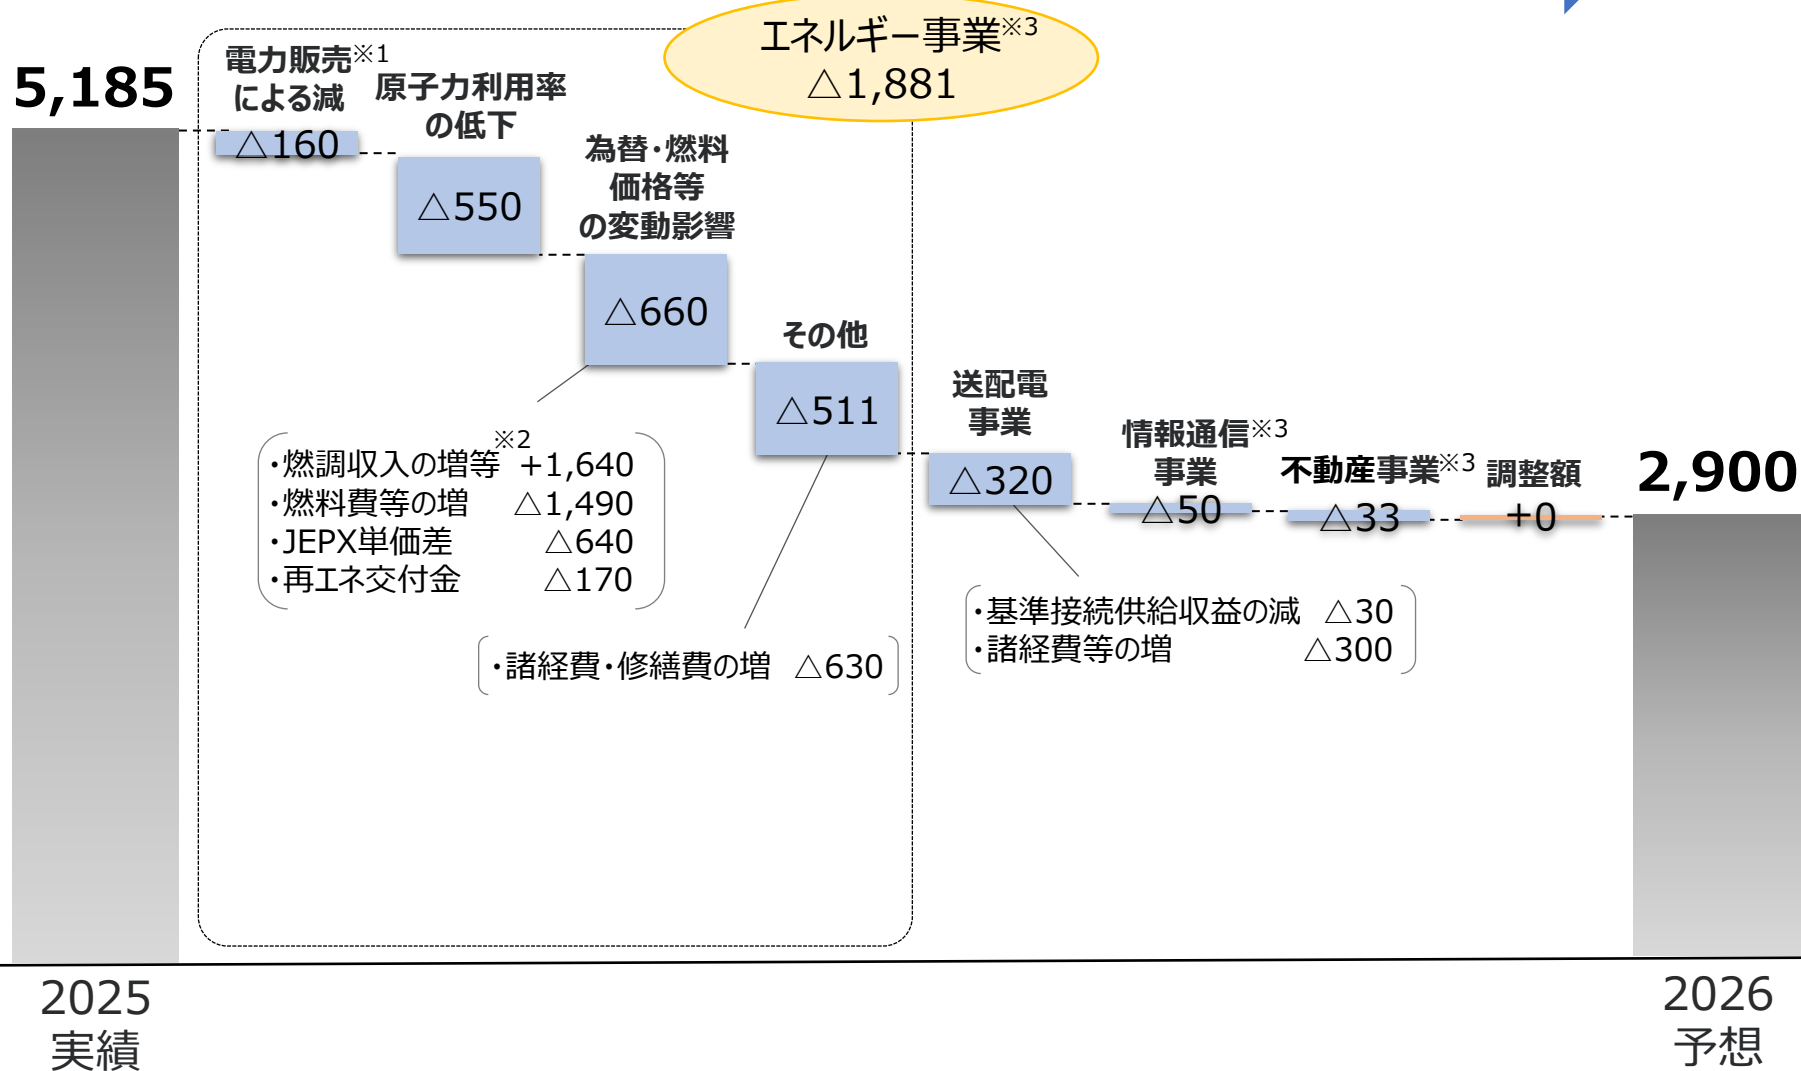 エネルギー事業※3
△1,881
5,185
電力販売※1
による減
△160
原子力利用率
の低下
△550
為替・燃料
価格等
の変動影響
△660
その他
△511
※2
・燃調収入の増等 +1,640
・燃料費等の増 △1,490
・JEPX単価差 △640
・再エネ交付金 △170
・諸経費・修繕費の増 △630
送配電
事業
△320
・基準接続供給収益の減 △30
・諸経費等の増 △300
情報通信※3
事業
△50
不動産事業※3
△33
調整額
+0
2,900
2025
実績
2026
予想